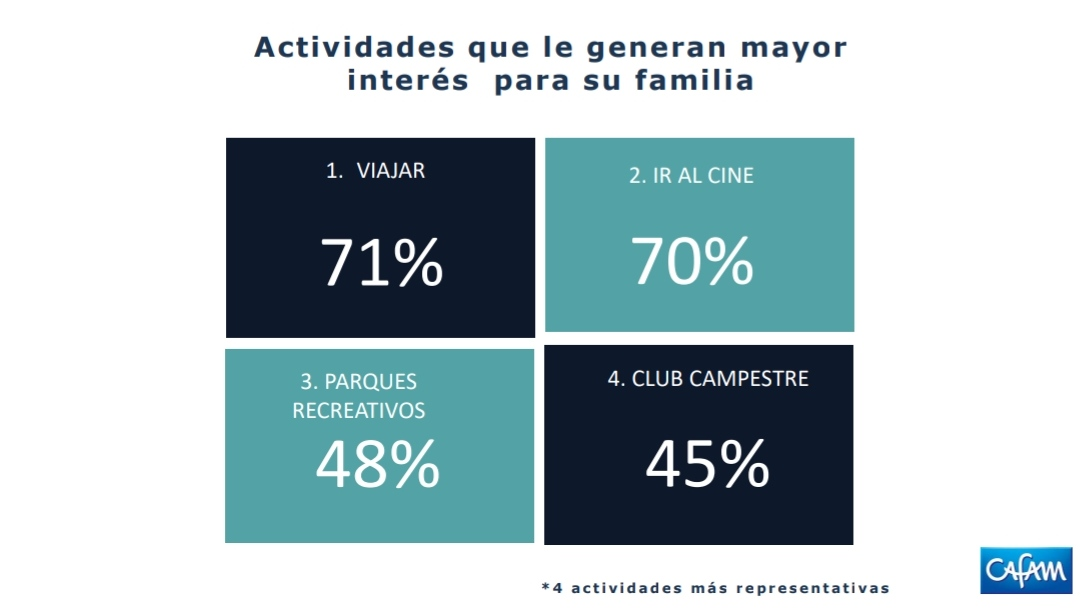 Actividades que le generan mayor
interés para su familia
1. VIAJAR
71%
2. IR AL CINE
70%
3. PARQUES
RECREATIVOS
48%
4. CLUB CAMPESTRE
45%
*4 actividades más representativas
Cafam